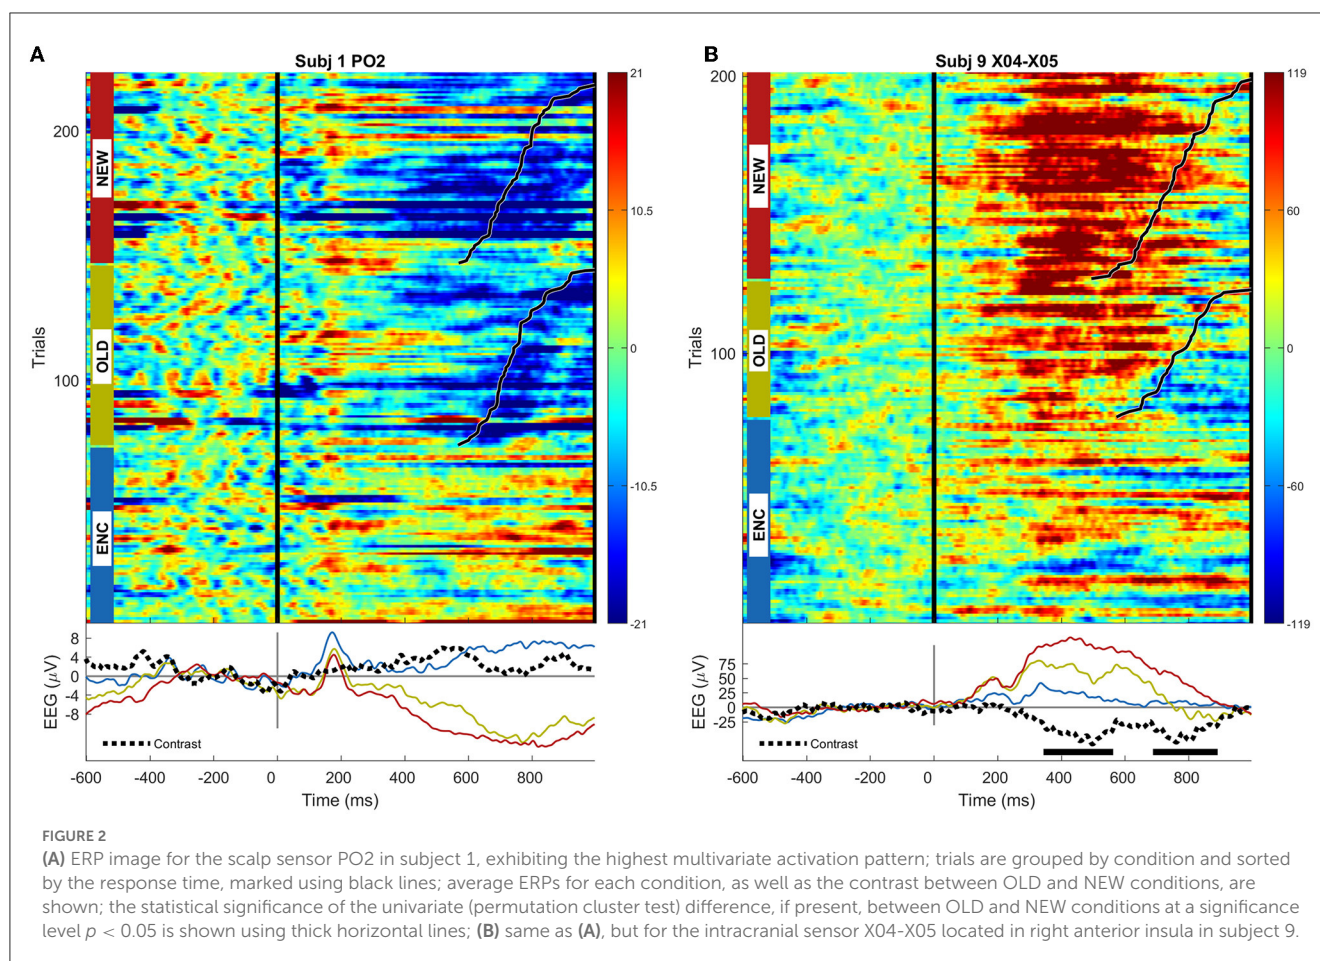 A
Subj 1 PO2
21
10.5
0
-10.5
-21
Trials
200
100
NEW
OLD
ENC
8
4
0
-4
-8
EEG (μV)
Contrast
-600 -400 -200 0 200 400 600 800
Time (ms)
B
Subj 9 X04-X05
119
60
0
-60
-119
Trials
200
100
NEW
OLD
ENC
75
50
25
0
-25
EEG (μV)
Contrast
-600 -400 -200 0 200 400 600 800
Time (ms)
FIGURE 2
(A) ERP image for the scalp sensor PO2 in subject 1, exhibiting the highest multivariate activation pattern; trials are grouped by condition and sorted
by the response time, marked using black lines; average ERPs for each condition, as well as the contrast between OLD and NEW conditions, are
shown; the statistical significance of the univariate (permutation cluster test) difference, if present, between OLD and NEW conditions at a significance
level p < 0.05 is shown using thick horizontal lines; (B) same as (A), but for the intracranial sensor X04-X05 located in right anterior insula in subject 9.